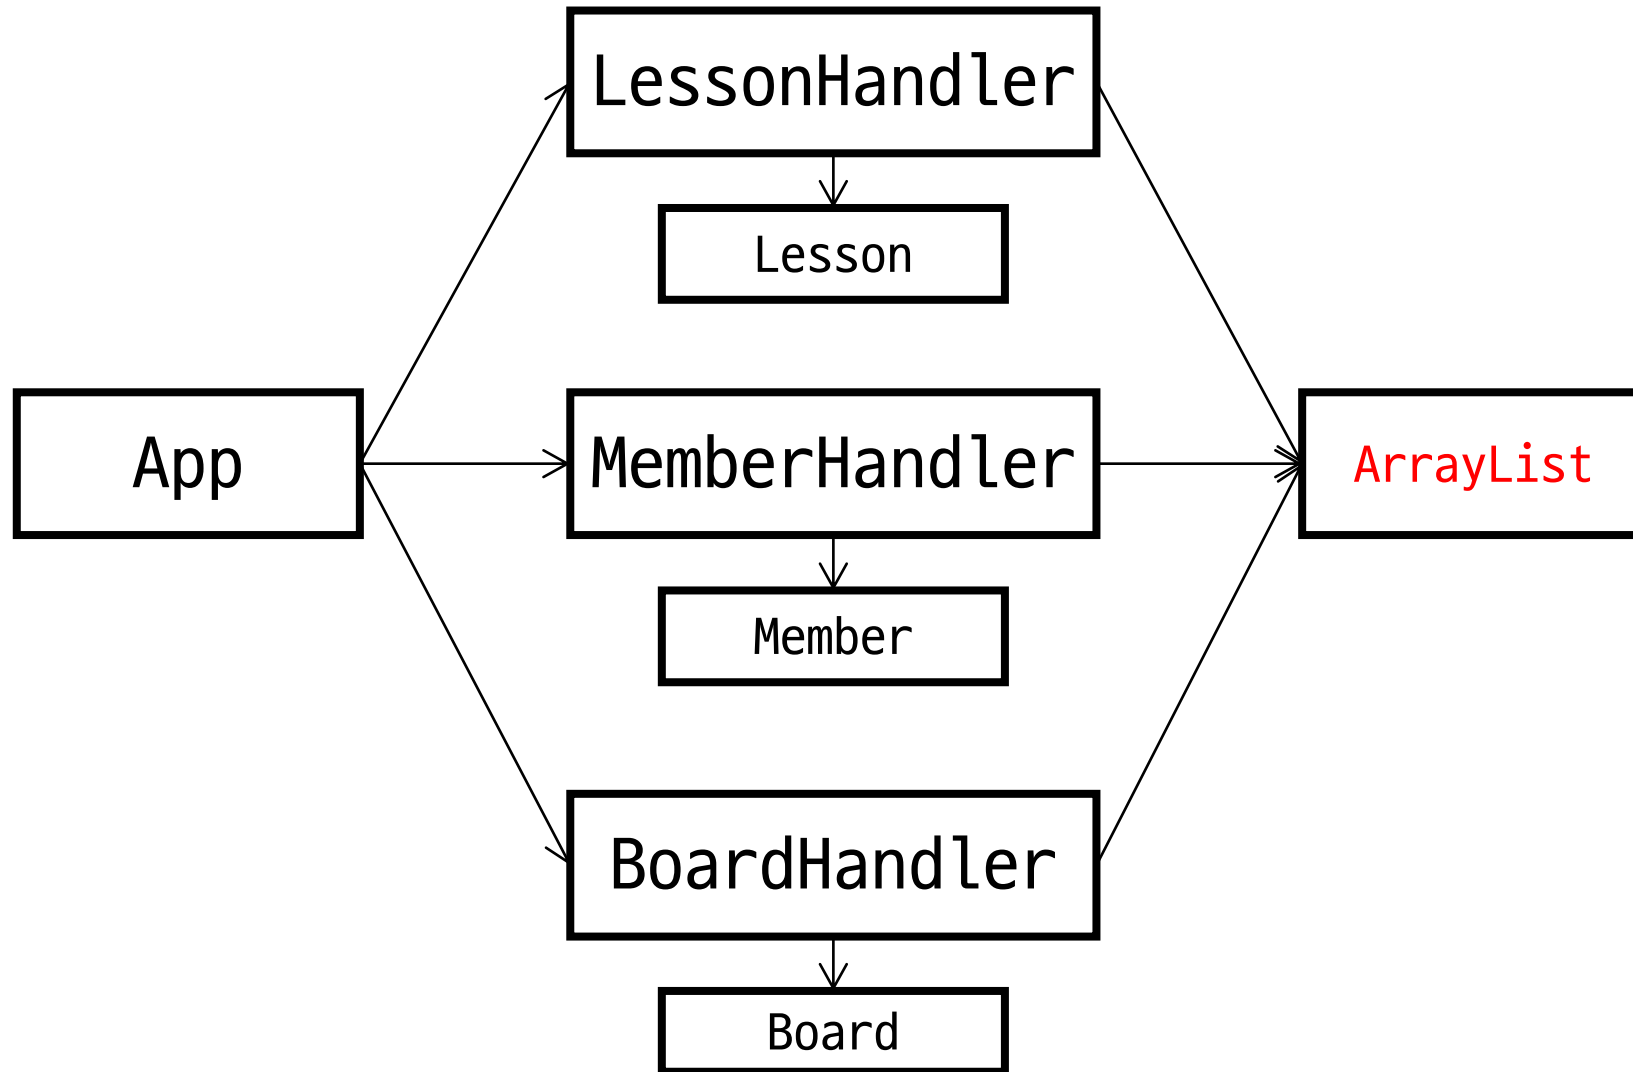 LessonHandler
Lesson
App
MemberHandler
ArrayList
Member
BoardHandler
Board